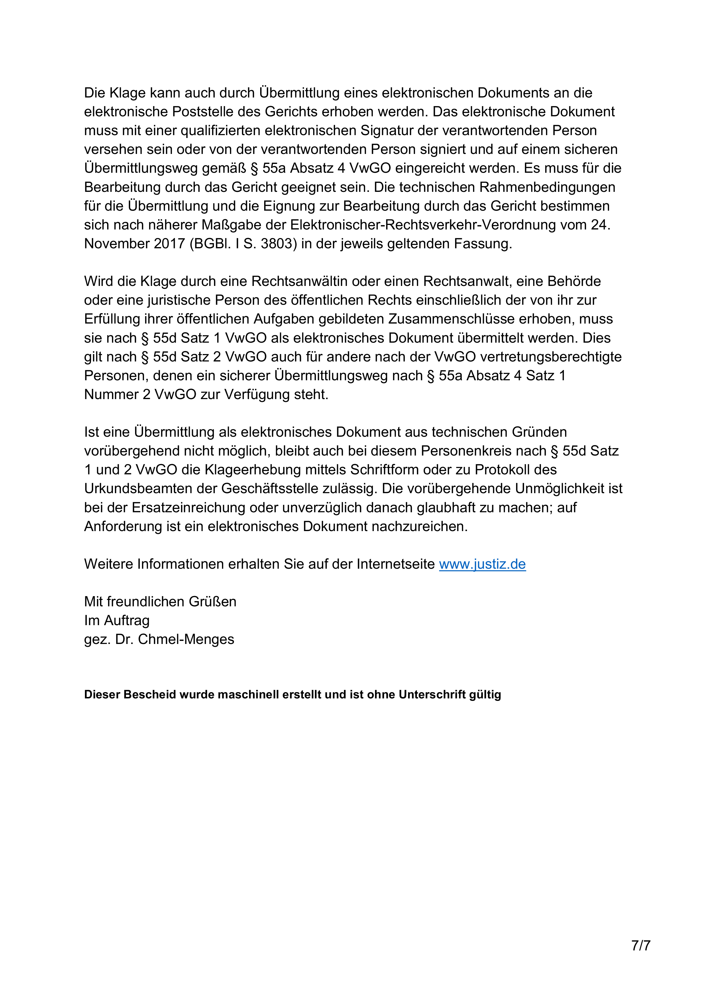 Die Klage kann auch durch Übermittlung eines elektronischen Dokuments an die
elektronische Poststelle des Gerichts erhoben werden. Das elektronische Dokument
muss mit einer qualifizierten elektronischen Signatur der verantwortenden Person
versehen sein oder von der verantwortenden Person signiert und auf einem sicheren
Übermittlungsweg gemäß § 55a Absatz 4 VwGO eingereicht werden. Es muss für die
Bearbeitung durch das Gericht geeignet sein. Die technischen Rahmenbedingungen
für die Übermittlung und die Eignung zur Bearbeitung durch das Gericht bestimmen
sich nach näherer Maßgabe der Elektronischer-Rechtsverkehr-Verordnung vom 24.
November 2017 (BGBl. I S. 3803) in der jeweils geltenden Fassung.
Wird die Klage durch eine Rechtsanwältin oder einen Rechtsanwalt, eine Behörde
oder eine juristische Person des öffentlichen Rechts einschließlich der von ihr zur
Erfüllung ihrer öffentlichen Aufgaben gebildeten Zusammenschlüsse erhoben, muss
sie nach § 55d Satz 1 VwGO als elektronisches Dokument übermittelt werden. Dies
gilt nach § 55d Satz 2 VwGO auch für andere nach der VwGO vertretungsberechtigte
Personen, denen ein sicherer Übermittlungsweg nach § 55a Absatz 4 Satz 1
Nummer 2 VwGO zur Verfügung steht.
Ist eine Übermittlung als elektronisches Dokument aus technischen Gründen
vorübergehend nicht möglich, bleibt auch bei diesem Personenkreis nach § 55d Satz
1 und 2 VwGO die Klageerhebung mittels Schriftform oder zu Protokoll des
Urkundsbeamten der Geschäftsstelle zulässig. Die vorübergehende Unmöglichkeit ist
bei der Ersatzeinreichung oder unverzüglich danach glaubhaft zu machen; auf
Anforderung ist ein elektronisches Dokument nachzureichen.
Weitere Informationen erhalten Sie auf der Internetseite www.justiz.de
Mit freundlichen Grüßen
Im Auftrag
gez. Dr. Chmel-Menges
Dieser Bescheid wurde maschinell erstellt und ist ohne Unterschrift gültig
7/7